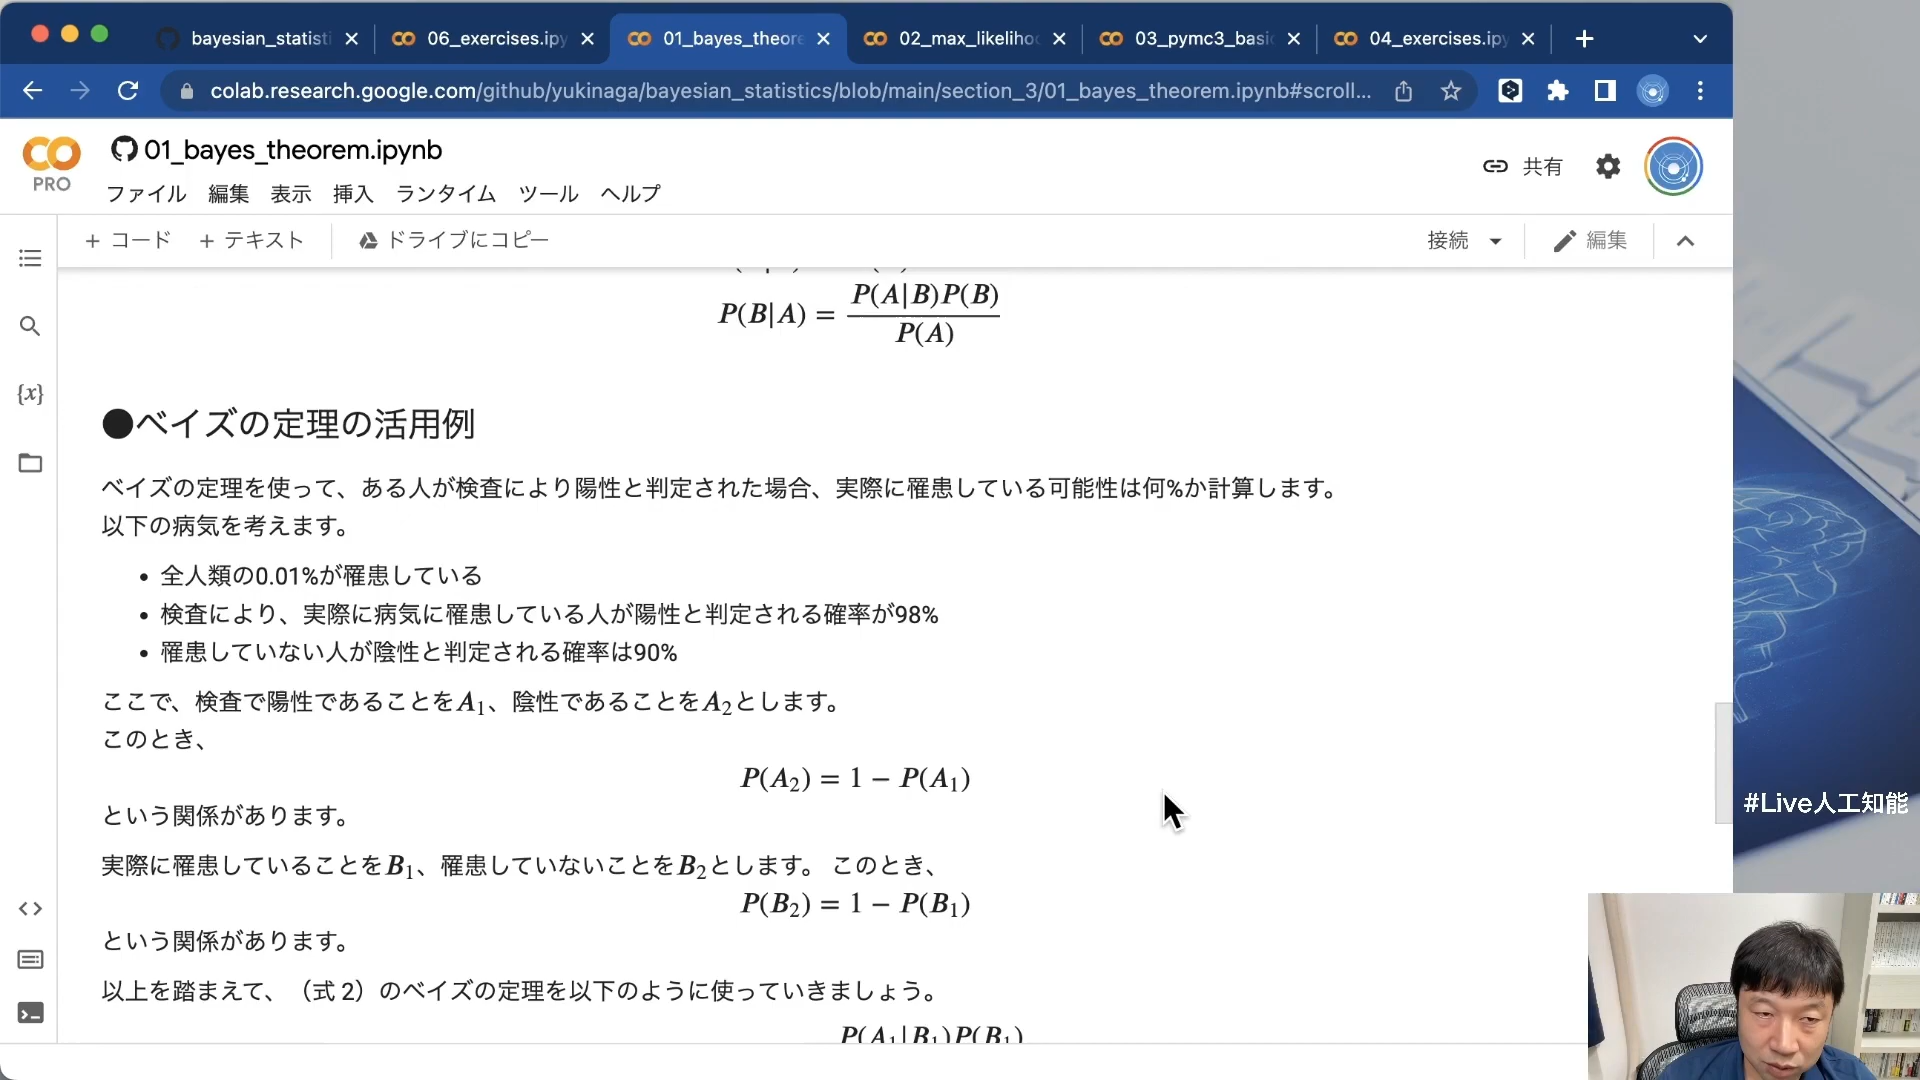 bayesian_statisti
06_exercises.ipy
01_bayes_theore
02_max_likeliho
03_pymc3_basi
04_exercises.ipy
colab.research.google.com/github/yukinaga/bayesian_statistics/blob/main/section_3/01_bayes_theorem.ipynb#scroll...
PRO
01_bayes_theorem.ipynb
ファイル 編集 表示 挿入 ランタイム ツール ヘルプ
共有
+ コード + テキスト ドライブにコピー
接続 編集
P(B|A) = P(A|B)P(B) / P(A)
●ベイズの定理の活用例
ベイズの定理を使って、ある人が検査により陽性と判定された場合、実際に罹患している可能性は何%か計算します。
以下の病気を考えます。
• 全人類の0.01%が罹患している
• 検査により、実際に病気に罹患している人が陽性と判定される確率が98%
• 罹患していない人が陰性と判定される確率は90%
ここで、検査で陽性であることをA₁、陰性であることをA₂とします。
このとき、
P(A₂) = 1 − P(A₁)
という関係があります。
実際に罹患していることをB₁、罹患していないことをB₂とします。 このとき、
P(B₂) = 1 − P(B₁)
という関係があります。
以上を踏まえて、（式 2）のベイズの定理を以下のように使っていきましょう。
P(A₁|B₁)P(B₁)
#Live人工知能